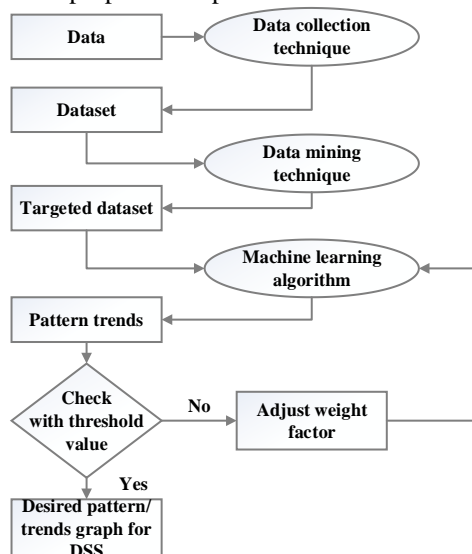 Data
Data collection
technique
Dataset
Data mining
technique
Targeted dataset
Machine learning
algorithm
Pattern trends
Check
with threshold
value
No
Adjust weight
factor
Yes
Desired pattern/
trends graph for
DSS